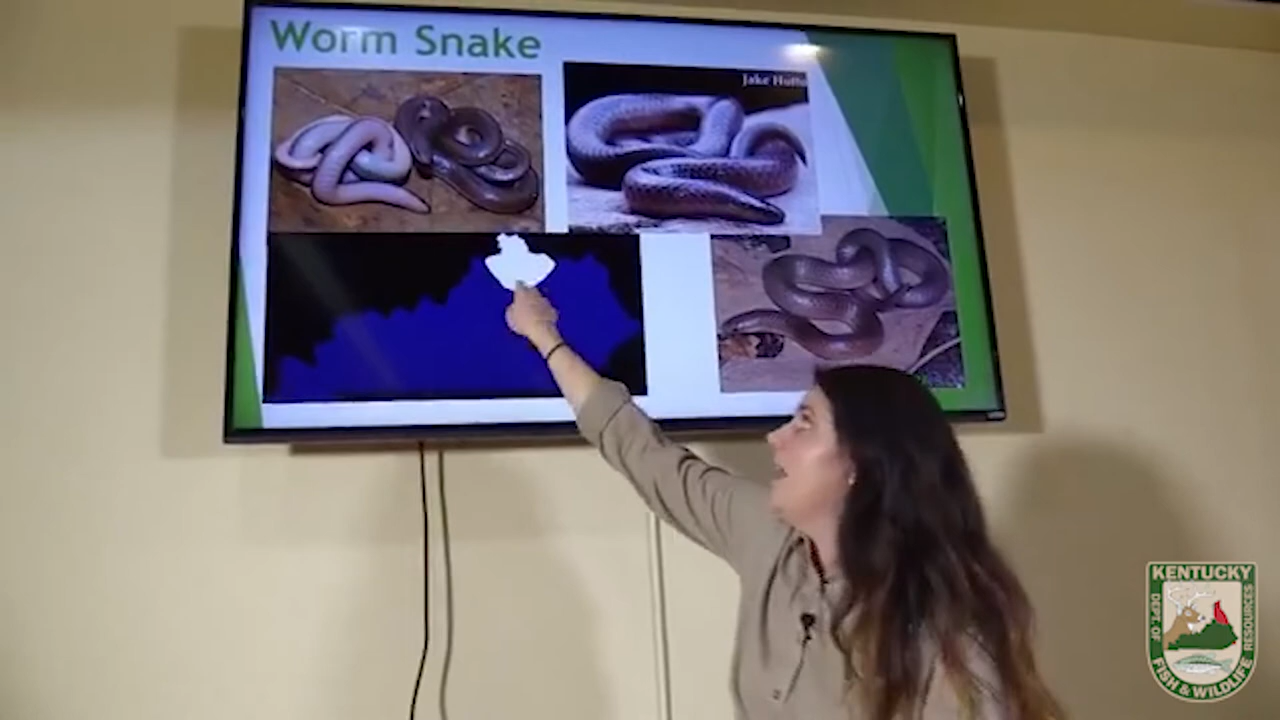 Worm Snake
Jake Hutto
KENTUCKY
DEPT. OF
RESOURCES
FISH & WILDLIFE